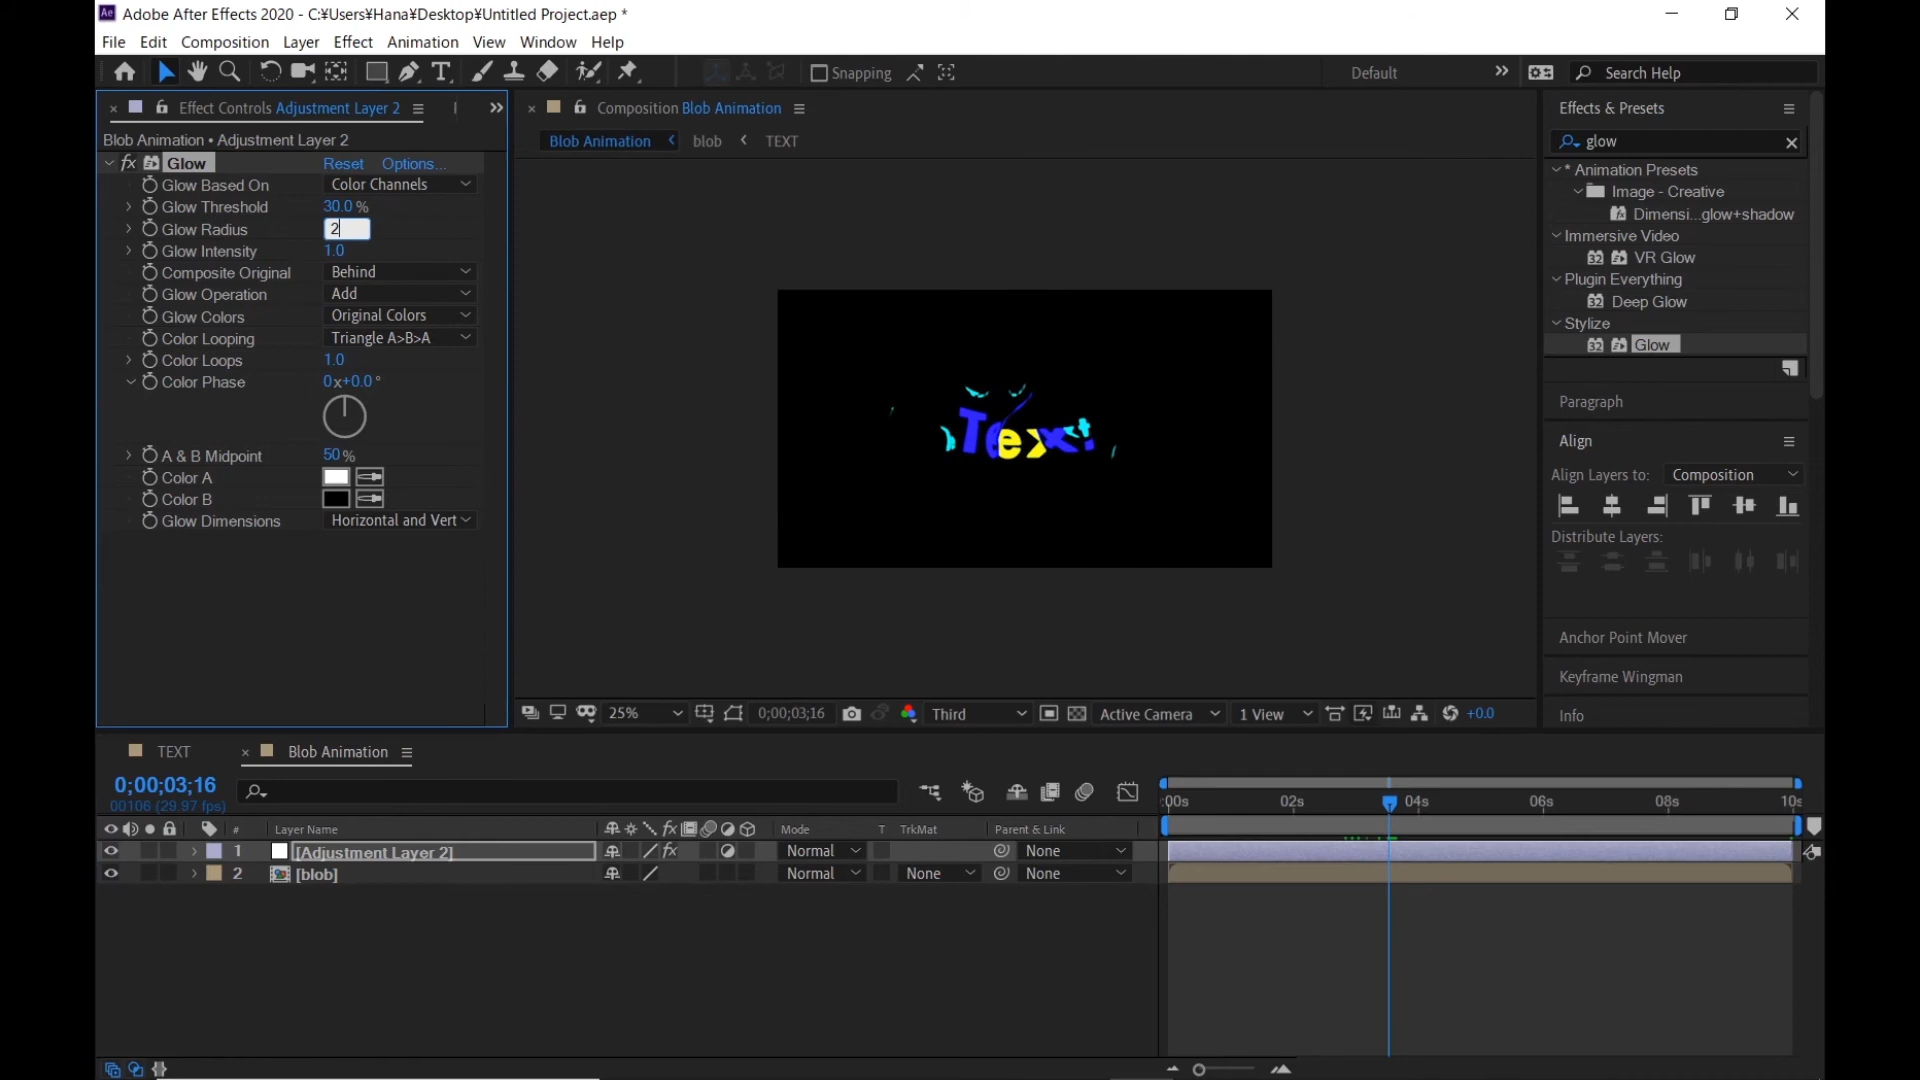 Adobe After Effects 2020 - C:¥Users¥Hana¥Desktop¥Untitled Project.aep *
File Edit Composition Layer Effect Animation View Window Help
Snapping Default Search Help
Effect Controls Adjustment Layer 2
Composition Blob Animation
Effects & Presets
Blob Animation • Adjustment Layer 2
Blob Animation blob TEXT
glow
fx Glow Reset Options...
Glow Based On Color Channels
Glow Threshold 30.0 %
Glow Radius 2
Glow Intensity 1.0
Composite Original Behind
Glow Operation Add
Glow Colors Original Colors
Color Looping Triangle A>B>A
Color Loops 1.0
Color Phase 0x+0.0 °
A & B Midpoint 50 %
Color A
Color B
Glow Dimensions Horizontal and Vert
Text
* Animation Presets
Image - Creative
Dimensi...glow+shadow
Immersive Video
32 VR Glow
Plugin Everything
32 Deep Glow
Stylize
32 Glow
Paragraph
Align
Align Layers to: Composition
Distribute Layers:
Anchor Point Mover
Keyframe Wingman
Info
25% 0;00;03;16 Third Active Camera 1 View +0.0
TEXT Blob Animation
0;00;03;16
00106 (29.97 fps)
:00s 02s 04s 06s 08s 10s
# Layer Name fx Mode T TrkMat Parent & Link
1 [Adjustment Layer 2] fx Normal None
2 [blob] Normal None None